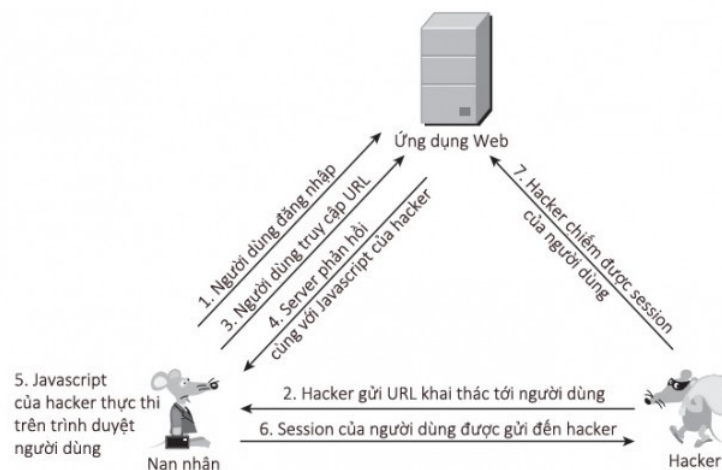 Ứng dụng Web
1. Người dùng đăng nhập
3. Người dùng truy cập URL
4. Server phản hồi
cùng với Javascript của hacker
7. Hacker chiếm được session
của người dùng
5. Javascript
của hacker thực thi
trên trình duyệt
người dùng
2. Hacker gửi URL khai thác tới người dùng
6. Session của người dùng được gửi đến hacker
Nạn nhân
Hacker